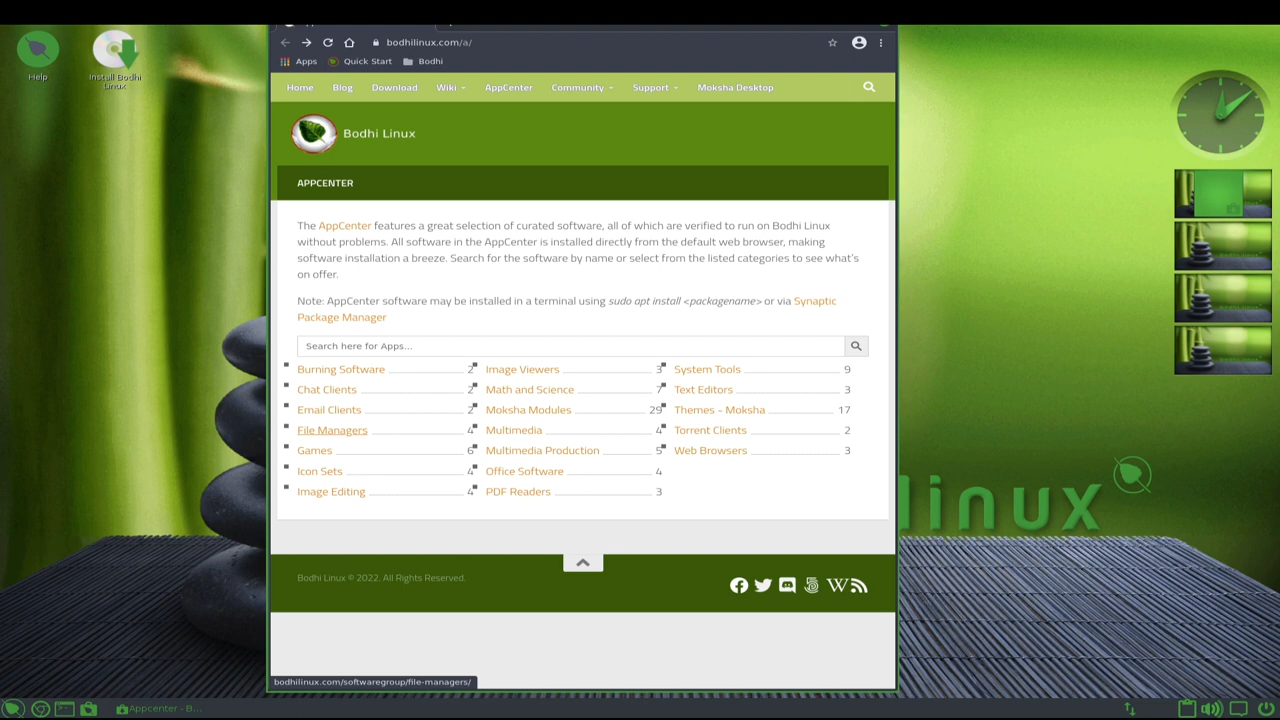 bodhilinux.com/a/
Apps Quick Start Bodhi
Help
Install Bodhi
Linux
Home Blog Download Wiki AppCenter Community Support Moksha Desktop
Bodhi Linux
APPCENTER
The AppCenter features a great selection of curated software, all of which are verified to run on Bodhi Linux
without problems. All software in the AppCenter is installed directly from the default web browser, making
software installation a breeze. Search for the software by name or select from the listed categories to see what's
on offer.
Note: AppCenter software may be installed in a terminal using sudo apt install <packagename> or via Synaptic
Package Manager
Search here for Apps...
Burning Software 2 Image Viewers 3 System Tools 9
Chat Clients 2 Math and Science 7 Text Editors 3
Email Clients 2 Moksha Modules 29 Themes - Moksha 17
File Managers 4 Multimedia 4 Torrent Clients 2
Games 6 Multimedia Production 5 Web Browsers 3
Icon Sets 4 Office Software 4
Image Editing 4 PDF Readers 3
linux
Bodhi Linux © 2022. All Rights Reserved.
bodhilinux.com/softwaregroup/file-managers/
Appcenter - B...